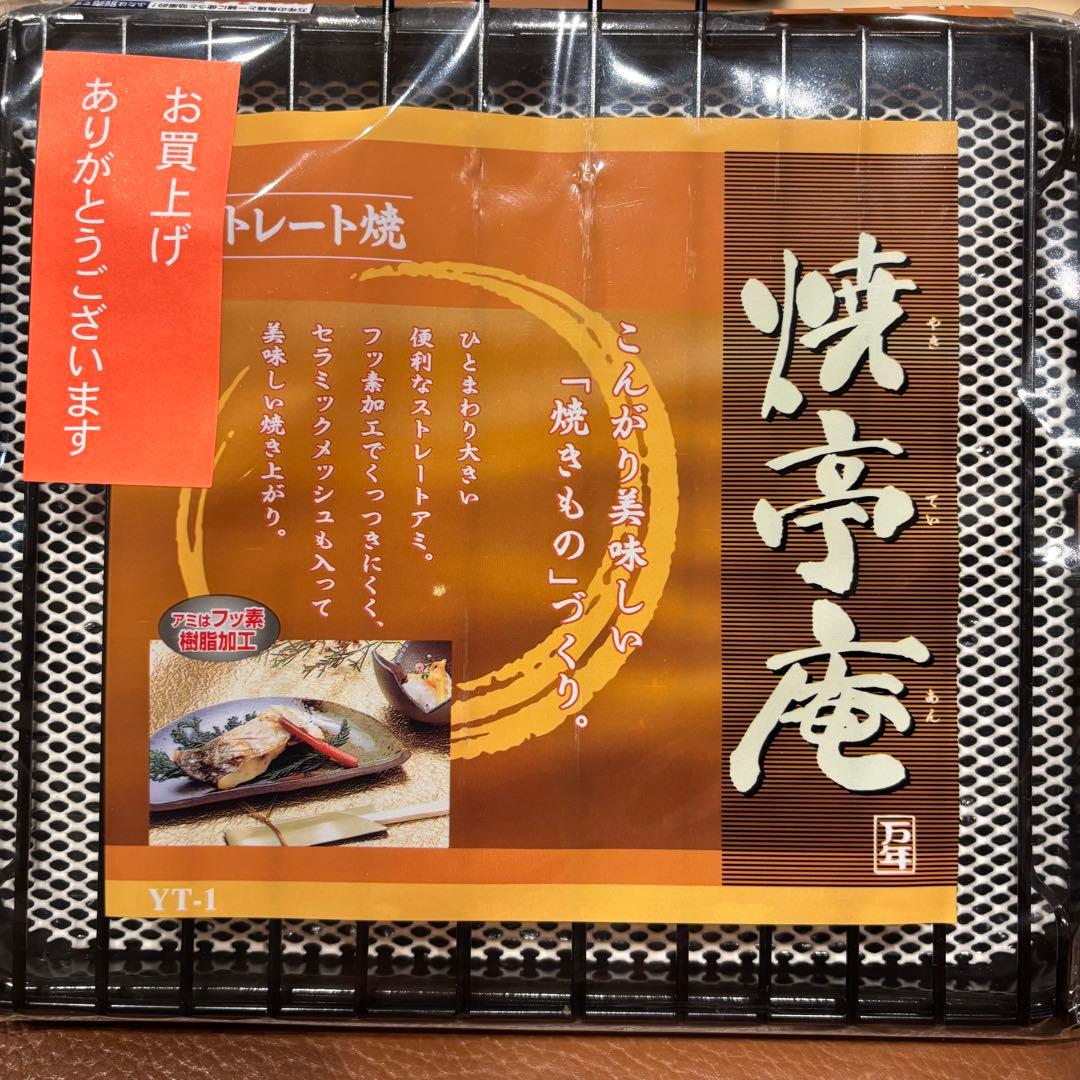 お買上げ
ありがとうございます
トレート焼
焼亭庵
やき
てい
あん
万年
こんがり美味しい
「焼きもの」づくり。
ひとまわり大きい
便利なストレートアミ。
フッ素加工でくっつきにくく、
セラミックメッシュも入って
美味しい焼き上がり。
アミはフッ素
樹脂加工
YT-1